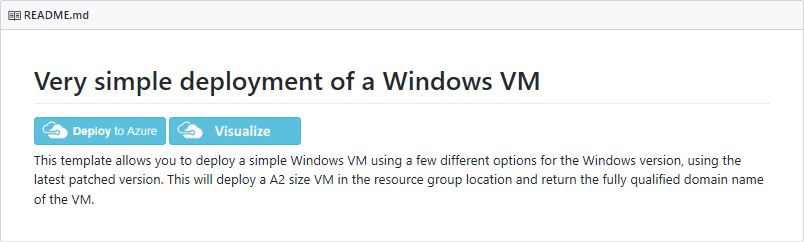 README.md
Very simple deployment of a Windows VM
Deploy to Azure Visualize
This template allows you to deploy a simple Windows VM using a few different options for the Windows version, using the
latest patched version. This will deploy a A2 size VM in the resource group location and return the fully qualified domain name
of the VM.